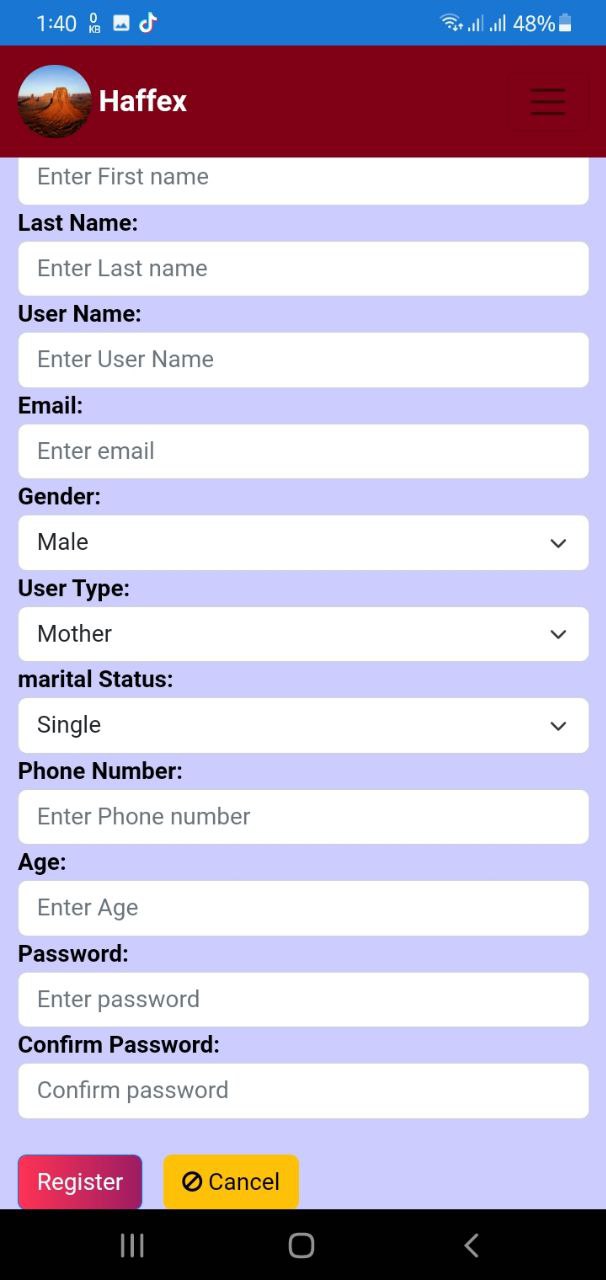 1:40 0 KB 48%
Haffex
Enter First name
Last Name:
Enter Last name
User Name:
Enter User Name
Email:
Enter email
Gender:
Male
User Type:
Mother
marital Status:
Single
Phone Number:
Enter Phone number
Age:
Enter Age
Password:
Enter password
Confirm Password:
Confirm password
Register Cancel